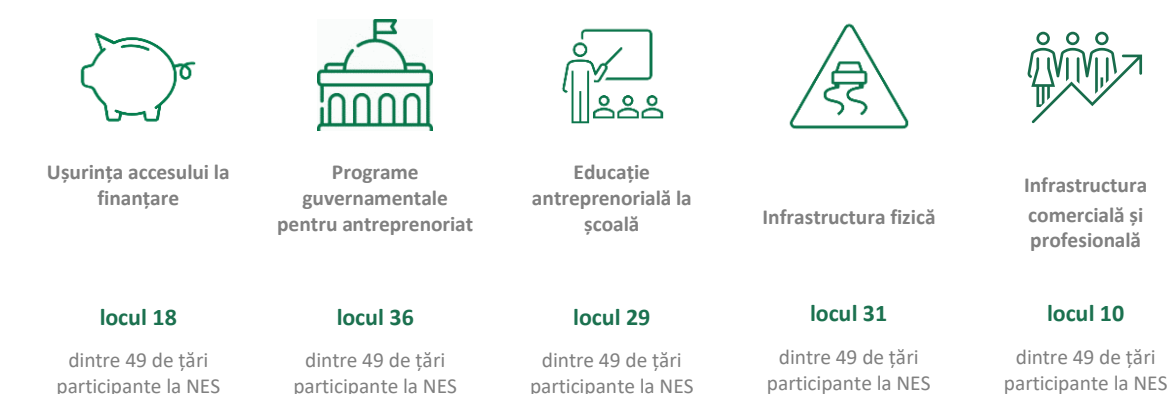 Ușurința accesului la
finanțare
locul 18
dintre 49 de țări
participante la NES
Programe
guvernamentale
pentru antreprenoriat
locul 36
dintre 49 de țări
participante la NES
Educație
antreprenorială la
școală
locul 29
dintre 49 de țări
participante la NES
Infrastructura fizică
locul 31
dintre 49 de țări
participante la NES
Infrastructura
comercială și
profesională
locul 10
dintre 49 de țări
participante la NES